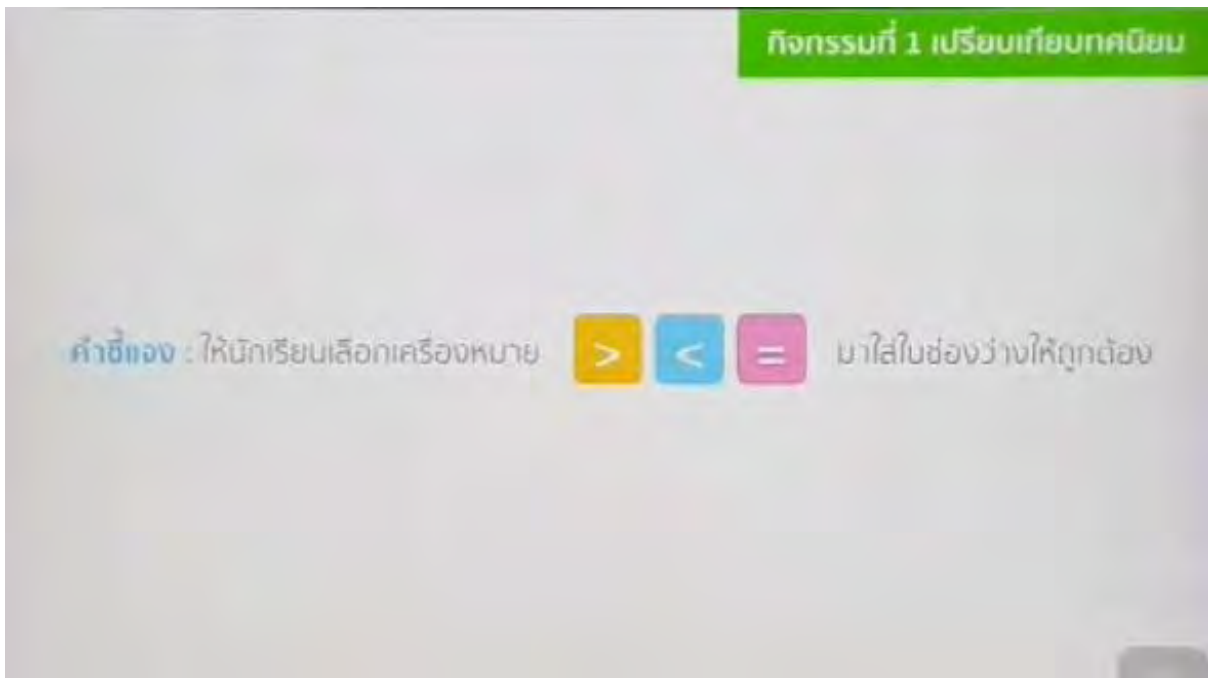 กิจกรรมที่ 1 เปรียบเทียบทศนิยม
คำชี้แจง : ให้นักเรียนเลือกเครื่องหมาย > < = มาใส่ในช่องว่างให้ถูกต้อง